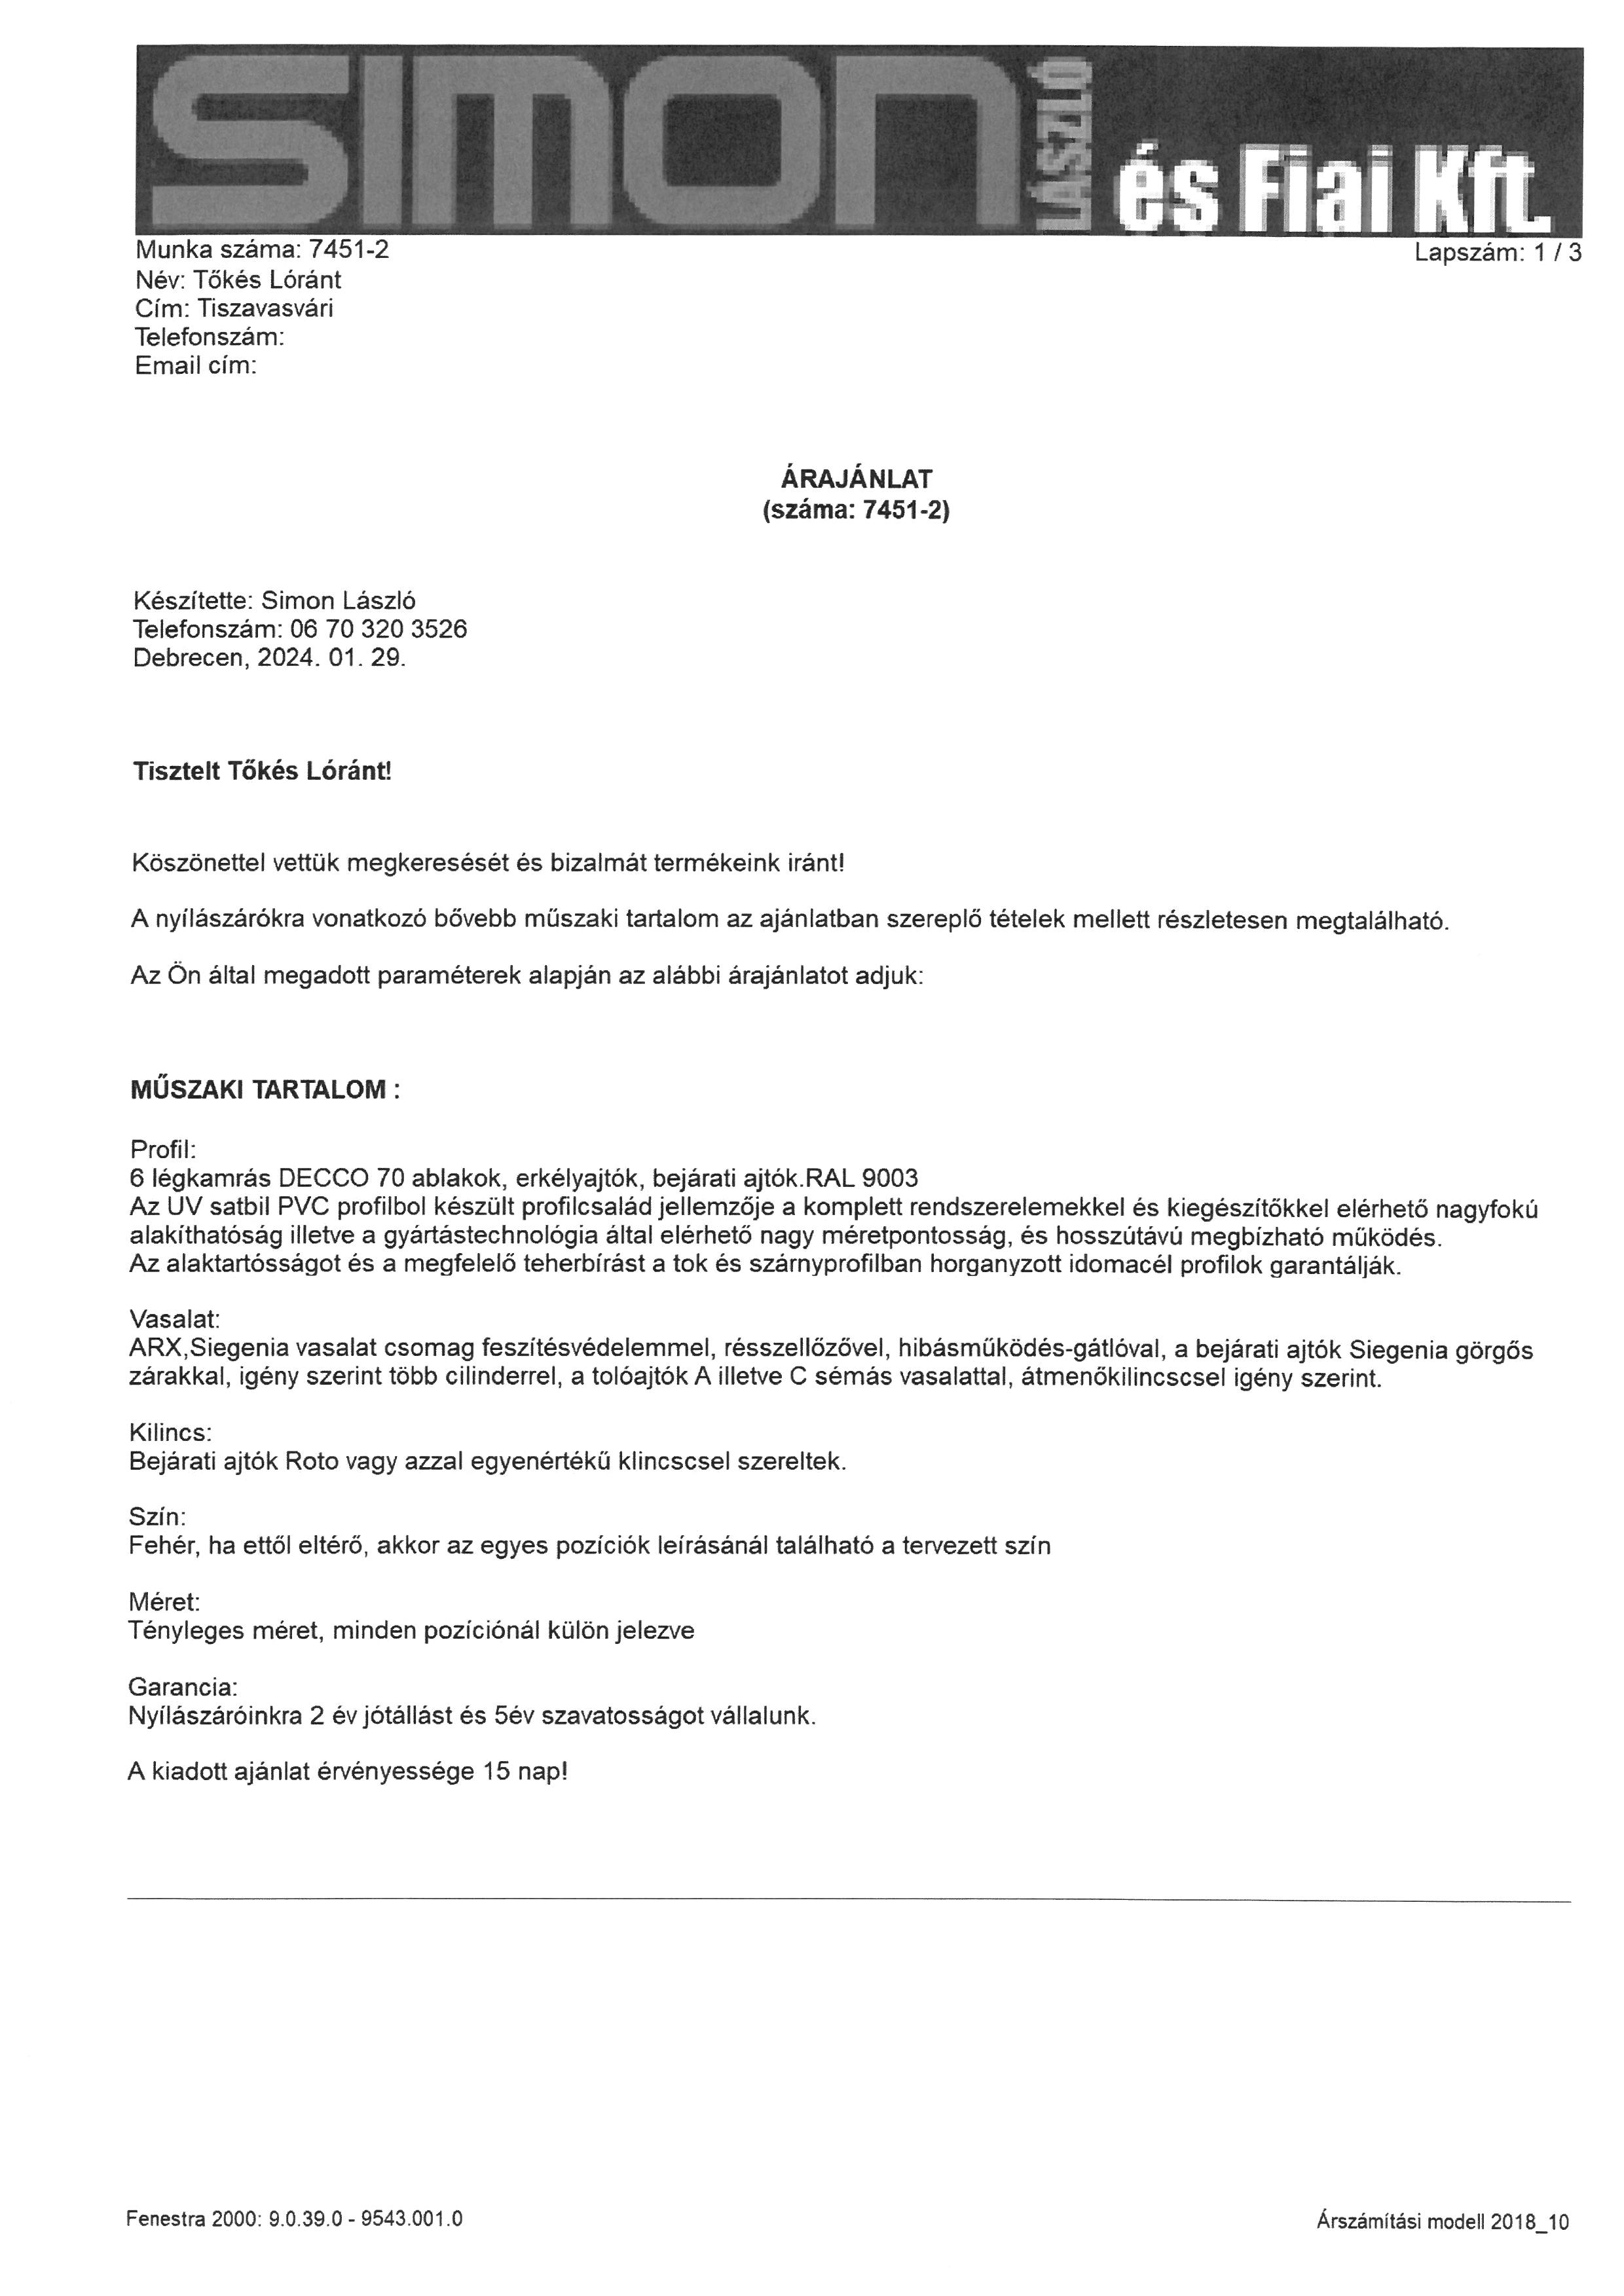 SIMON LÁSZLÓ és Fiai Kft.
Munka száma: 7451-2
Lapszám: 1 / 3
Név: Tőkés Lóránt
Cím: Tiszavasvári
Telefonszám:
Email cím:
ÁRAJÁNLAT
(száma: 7451-2)
Készítette: Simon László
Telefonszám: 06 70 320 3526
Debrecen, 2024. 01. 29.
Tisztelt Tőkés Lóránt!
Köszönettel vettük megkeresését és bizalmát termékeink iránt!
A nyílászárókra vonatkozó bővebb műszaki tartalom az ajánlatban szereplő tételek mellett részletesen megtalálható.
Az Ön által megadott paraméterek alapján az alábbi árajánlatot adjuk:
MŰSZAKI TARTALOM :
Profil:
6 légkamrás DECCO 70 ablakok, erkélyajtók, bejárati ajtók.RAL 9003
Az UV satbil PVC profilbol készült profilcsalád jellemzője a komplett rendszerelemekkel és kiegészítőkkel elérhető nagyfokú
alakíthatóság illetve a gyártástechnológia által elérhető nagy méretpontosság, és hosszútávú megbízható működés.
Az alaktartósságot és a megfelelő teherbírást a tok és szárnyprofilban horganyzott idomacél profilok garantálják.
Vasalat:
ARX,Siegenia vasalat csomag feszítésvédelemmel, résszellőzővel, hibásműködés-gátlóval, a bejárati ajtók Siegenia görgős
zárakkal, igény szerint több cilinderrel, a tolóajtók A illetve C sémás vasalattal, átmenőkilincscsel igény szerint.
Kilincs:
Bejárati ajtók Roto vagy azzal egyenértékű klincscsel szereltek.
Szín:
Fehér, ha ettől eltérő, akkor az egyes pozíciók leírásánál található a tervezett szín
Méret:
Tényleges méret, minden pozíciónál külön jelezve
Garancia:
Nyílászáróinkra 2 év jótállást és 5év szavatosságot vállalunk.
A kiadott ajánlat érvényessége 15 nap!
Fenestra 2000: 9.0.39.0 - 9543.001.0
Árszámítási modell 2018_10